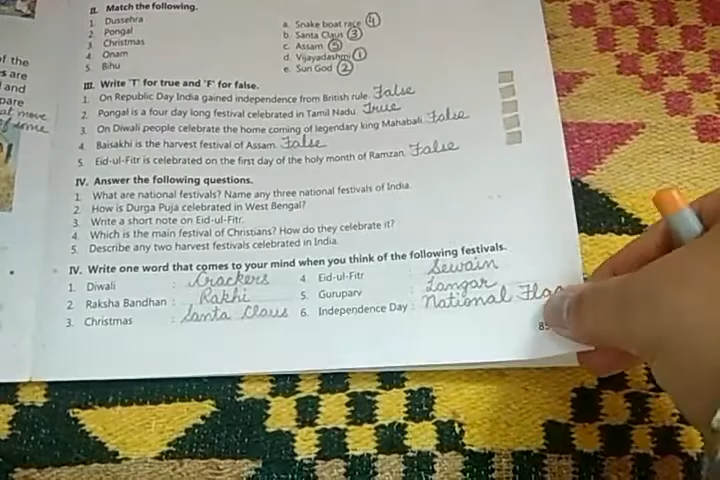 II. Match the following.
1. Dussehra a. Snake boat race 4
2. Pongal b. Santa Claus 3
3. Christmas c. Assam 5
4. Onam d. Vijayadashmi 1
5. Bihu e. Sun God 2
III. Write 'T' for true and 'F' for false.
1. On Republic Day India gained independence from British rule. False
2. Pongal is a four day long festival celebrated in Tamil Nadu. True
3. On Diwali people celebrate the home coming of legendary king Mahabali. False
4. Baisakhi is the harvest festival of Assam. False
5. Eid-ul-Fitr is celebrated on the first day of the holy month of Ramzan. False
IV. Answer the following questions.
1. What are national festivals? Name any three national festivals of India.
2. How is Durga Puja celebrated in West Bengal?
3. Write a short note on Eid-ul-Fitr.
4. Which is the main festival of Christians? How do they celebrate it?
5. Describe any two harvest festivals celebrated in India.
IV. Write one word that comes to your mind when you think of the following festivals.
1. Diwali : Crackers 4. Eid-ul-Fitr : Sewain
2. Raksha Bandhan : Rakhi 5. Guruparv : Langar
3. Christmas : Santa Claus 6. Independence Day : National Flag
85
of the
s are
and
pare
at move
of some